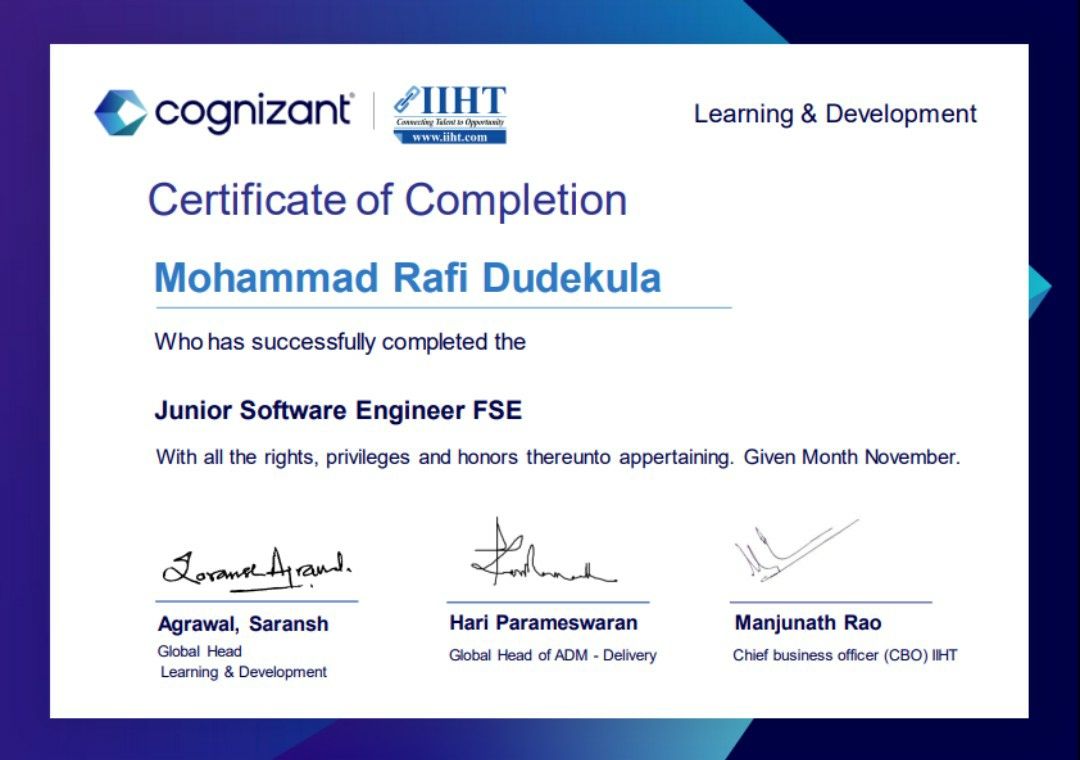 cognizant
IIHT
Connecting Talent to Opportunity
www.iiht.com
Learning & Development
Certificate of Completion
Mohammad Rafi Dudekula
Who has successfully completed the
Junior Software Engineer FSE
With all the rights, privileges and honors thereunto appertaining. Given Month November.
Agrawal, Saransh
Global Head
Learning & Development
Hari Parameswaran
Global Head of ADM - Delivery
Manjunath Rao
Chief business officer (CBO) IIHT